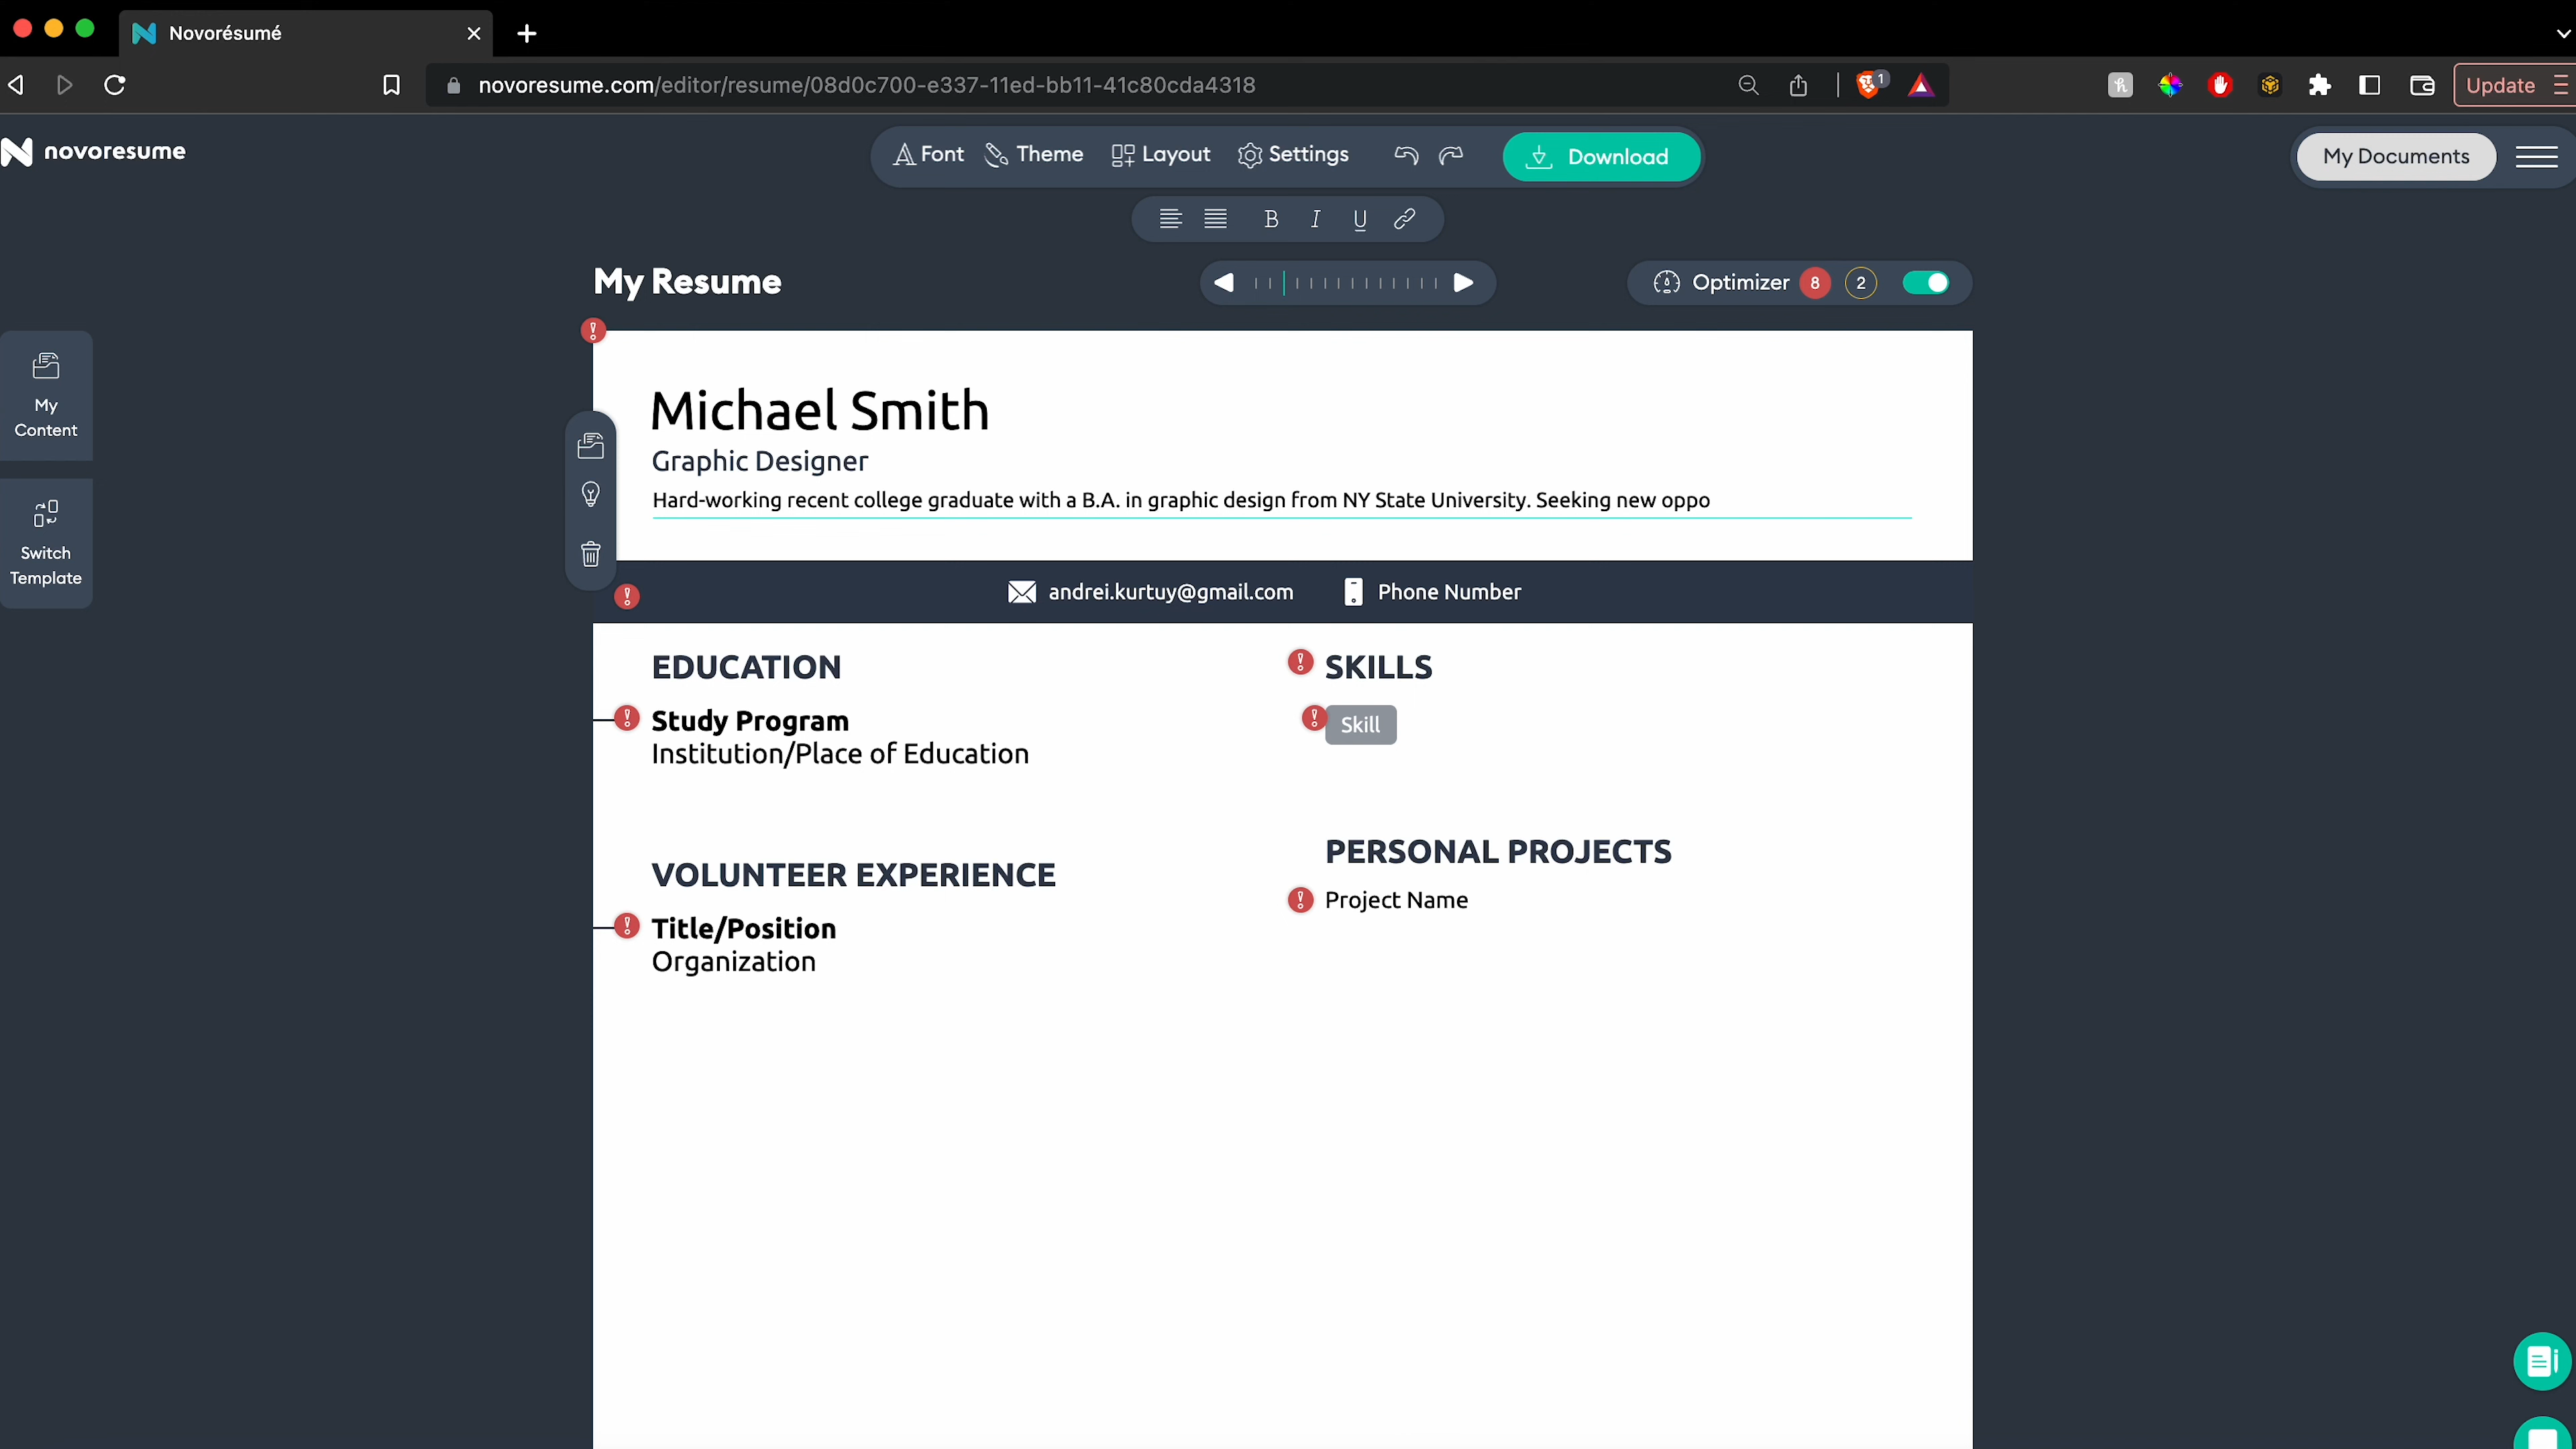 Novorésumé
novoresume.com/editor/resume/08d0c700-e337-11ed-bb11-41c80cda4318
1
Update
novoresume
Font
Theme
Layout
Settings
Download
My Documents
B I U
My Resume
Optimizer 8 2
My
Content
Switch
Template
Michael Smith
Graphic Designer
Hard-working recent college graduate with a B.A. in graphic design from NY State University. Seeking new oppo
andrei.kurtuy@gmail.com
Phone Number
EDUCATION
Study Program
Institution/Place of Education
VOLUNTEER EXPERIENCE
Title/Position
Organization
SKILLS
Skill
PERSONAL PROJECTS
Project Name